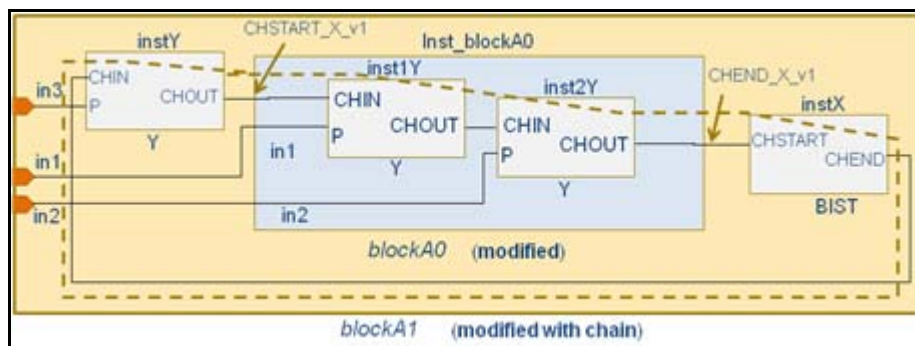 CHSTART_X_v1
instY
Inst_blockA0
CHEND_X_v1
inst1Y
inst2Y
instX
CHIN
in3
P
CHOUT
CHIN
CHOUT
CHIN
CHSTART
P
P
CHOUT
CHEND
Y
in1
in1
Y
Y
BIST
in2
in2
blockA0 (modified)
blockA1 (modified with chain)